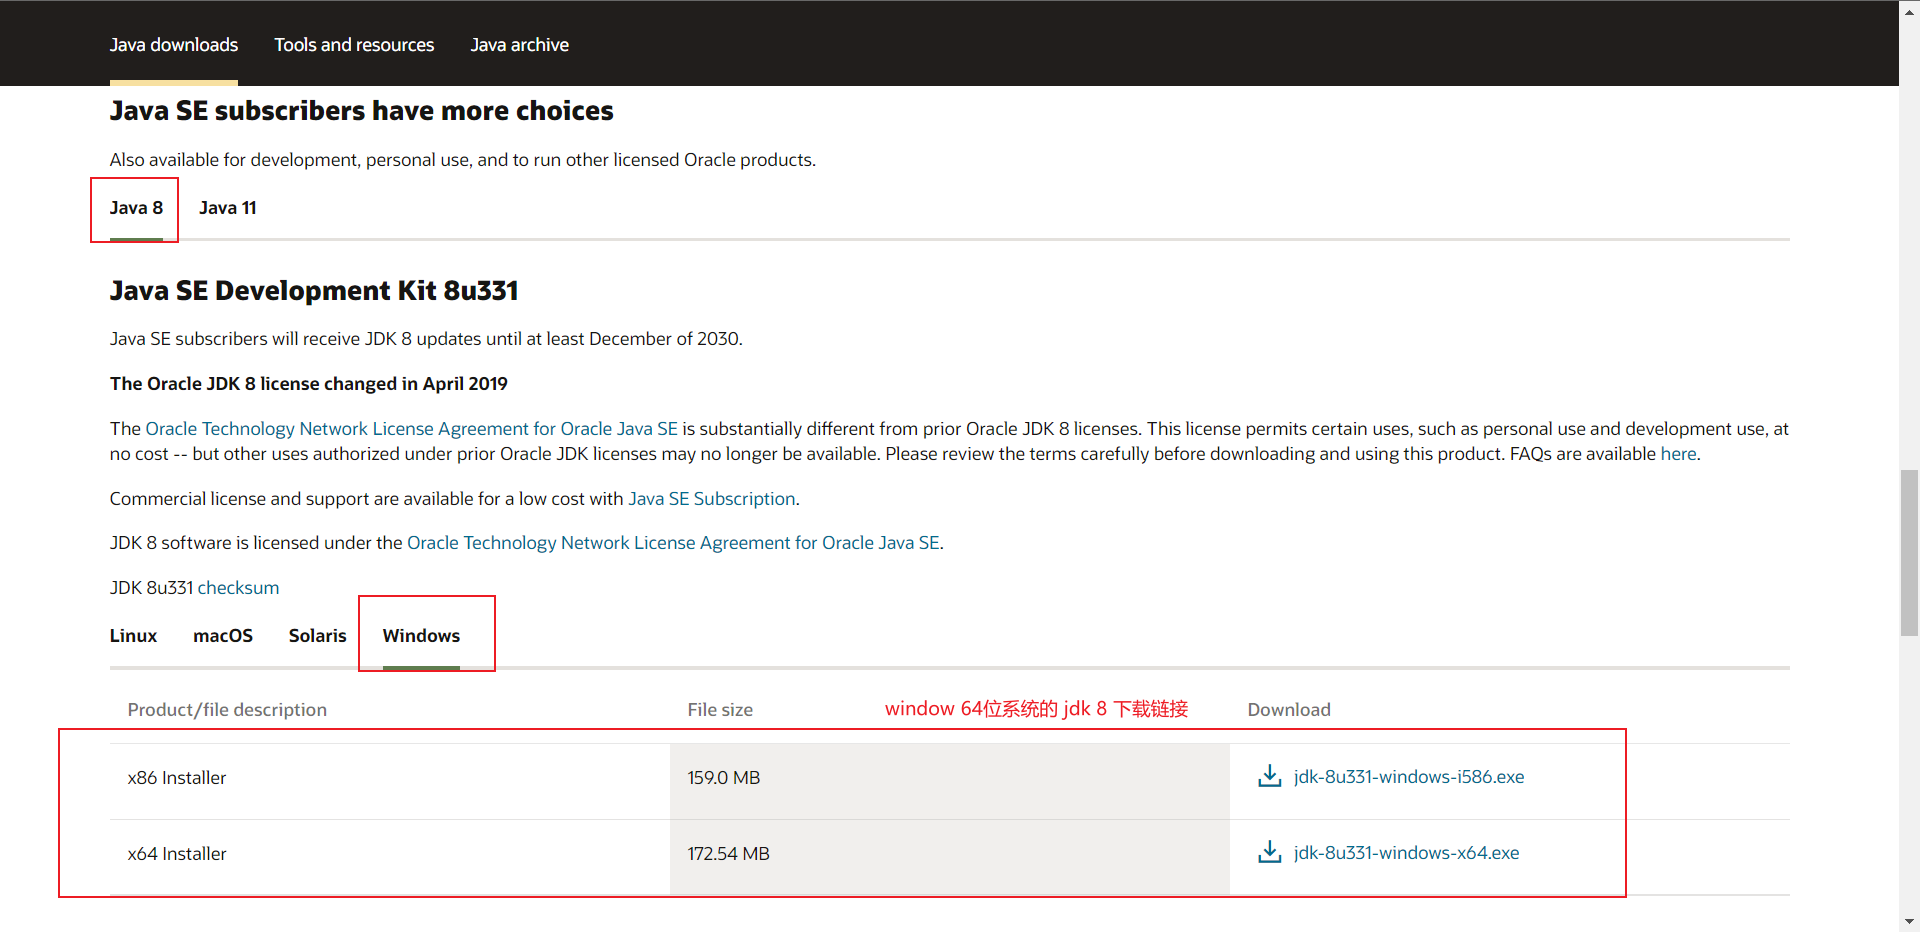 Java downloads Tools and resources Java archive
Java SE subscribers have more choices
Also available for development, personal use, and to run other licensed Oracle products.
Java 8 Java 11
Java SE Development Kit 8u331
Java SE subscribers will receive JDK 8 updates until at least December of 2030.
The Oracle JDK 8 license changed in April 2019
The Oracle Technology Network License Agreement for Oracle Java SE is substantially different from prior Oracle JDK 8 licenses. This license permits certain uses, such as personal use and development use, at
no cost -- but other uses authorized under prior Oracle JDK licenses may no longer be available. Please review the terms carefully before downloading and using this product. FAQs are available here.
Commercial license and support are available for a low cost with Java SE Subscription.
JDK 8 software is licensed under the Oracle Technology Network License Agreement for Oracle Java SE.
JDK 8u331 checksum
Linux macOS Solaris Windows
Product/file description File size window 64位系统的 jdk 8 下载链接 Download
x86 Installer 159.0 MB jdk-8u331-windows-i586.exe
x64 Installer 172.54 MB jdk-8u331-windows-x64.exe